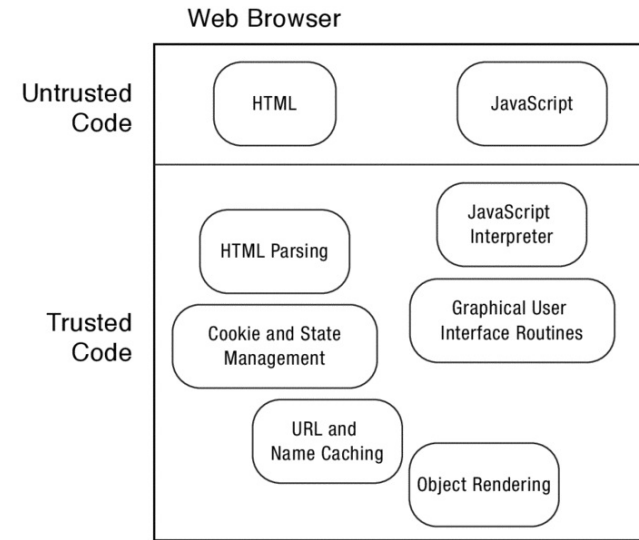 Web Browser
Untrusted
Code
HTML
JavaScript
JavaScript
Interpreter
HTML Parsing
Trusted
Code
Cookie and State
Management
Graphical User
Interface Routines
URL and
Name Caching
Object Rendering